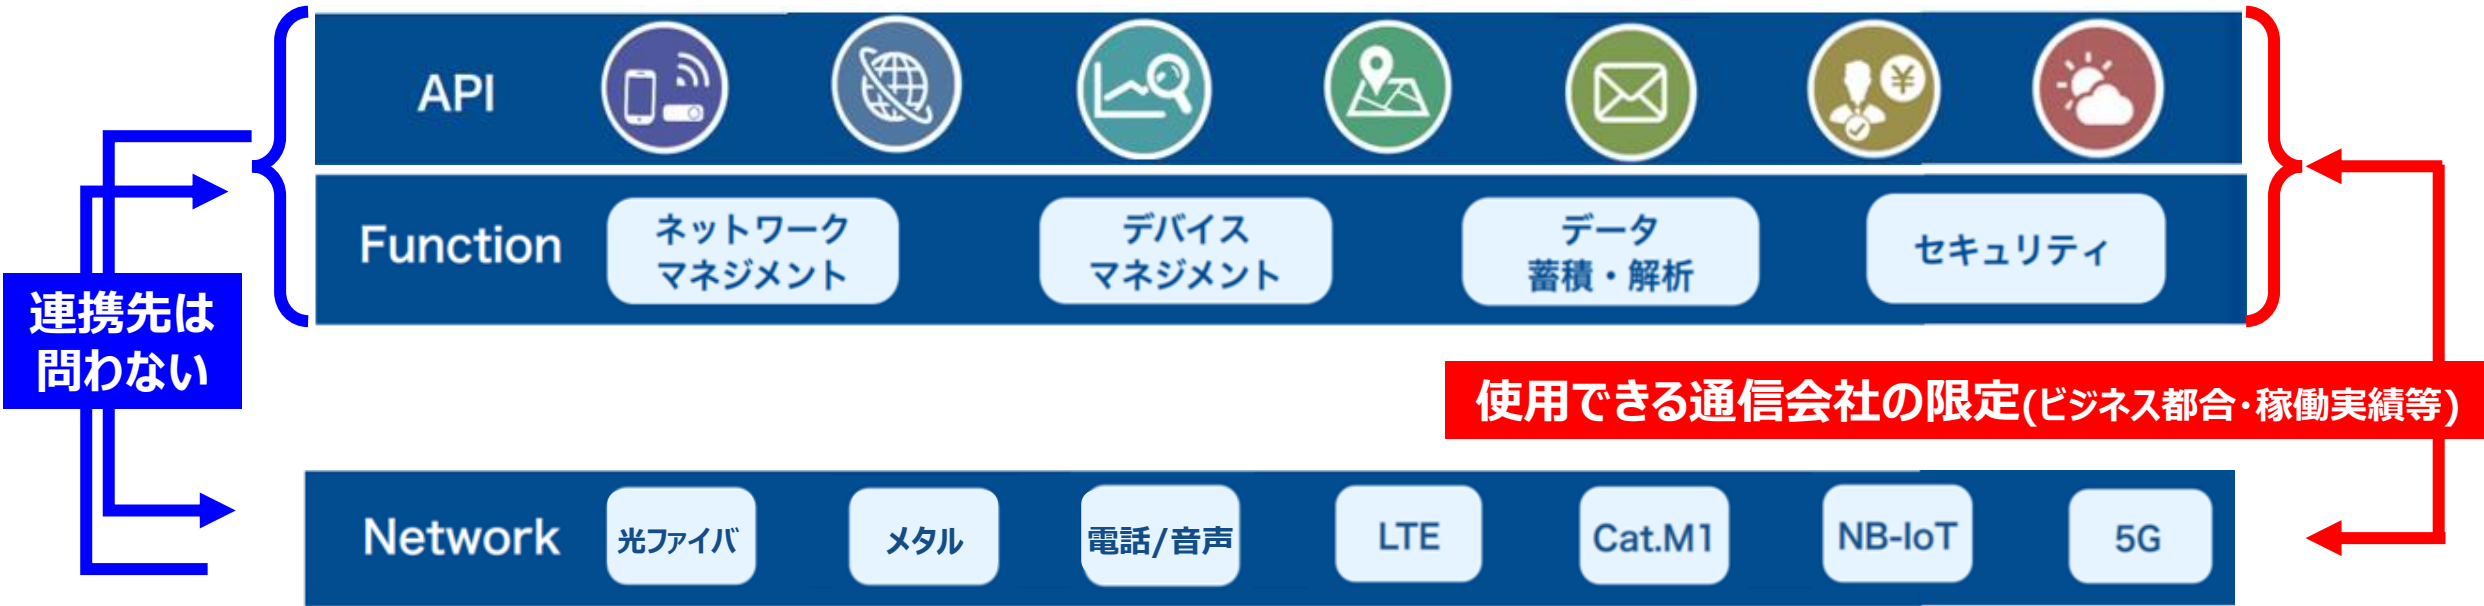 API
¥
Function
ネットワーク
マネジメント
デバイス
マネジメント
データ
蓄積・解析
セキュリティ
連携先は
問わない
使用できる通信会社の限定(ビジネス都合・稼働実績等)
Network
光ファイバ
メタル
電話/音声
LTE
Cat.M1
NB-IoT
5G